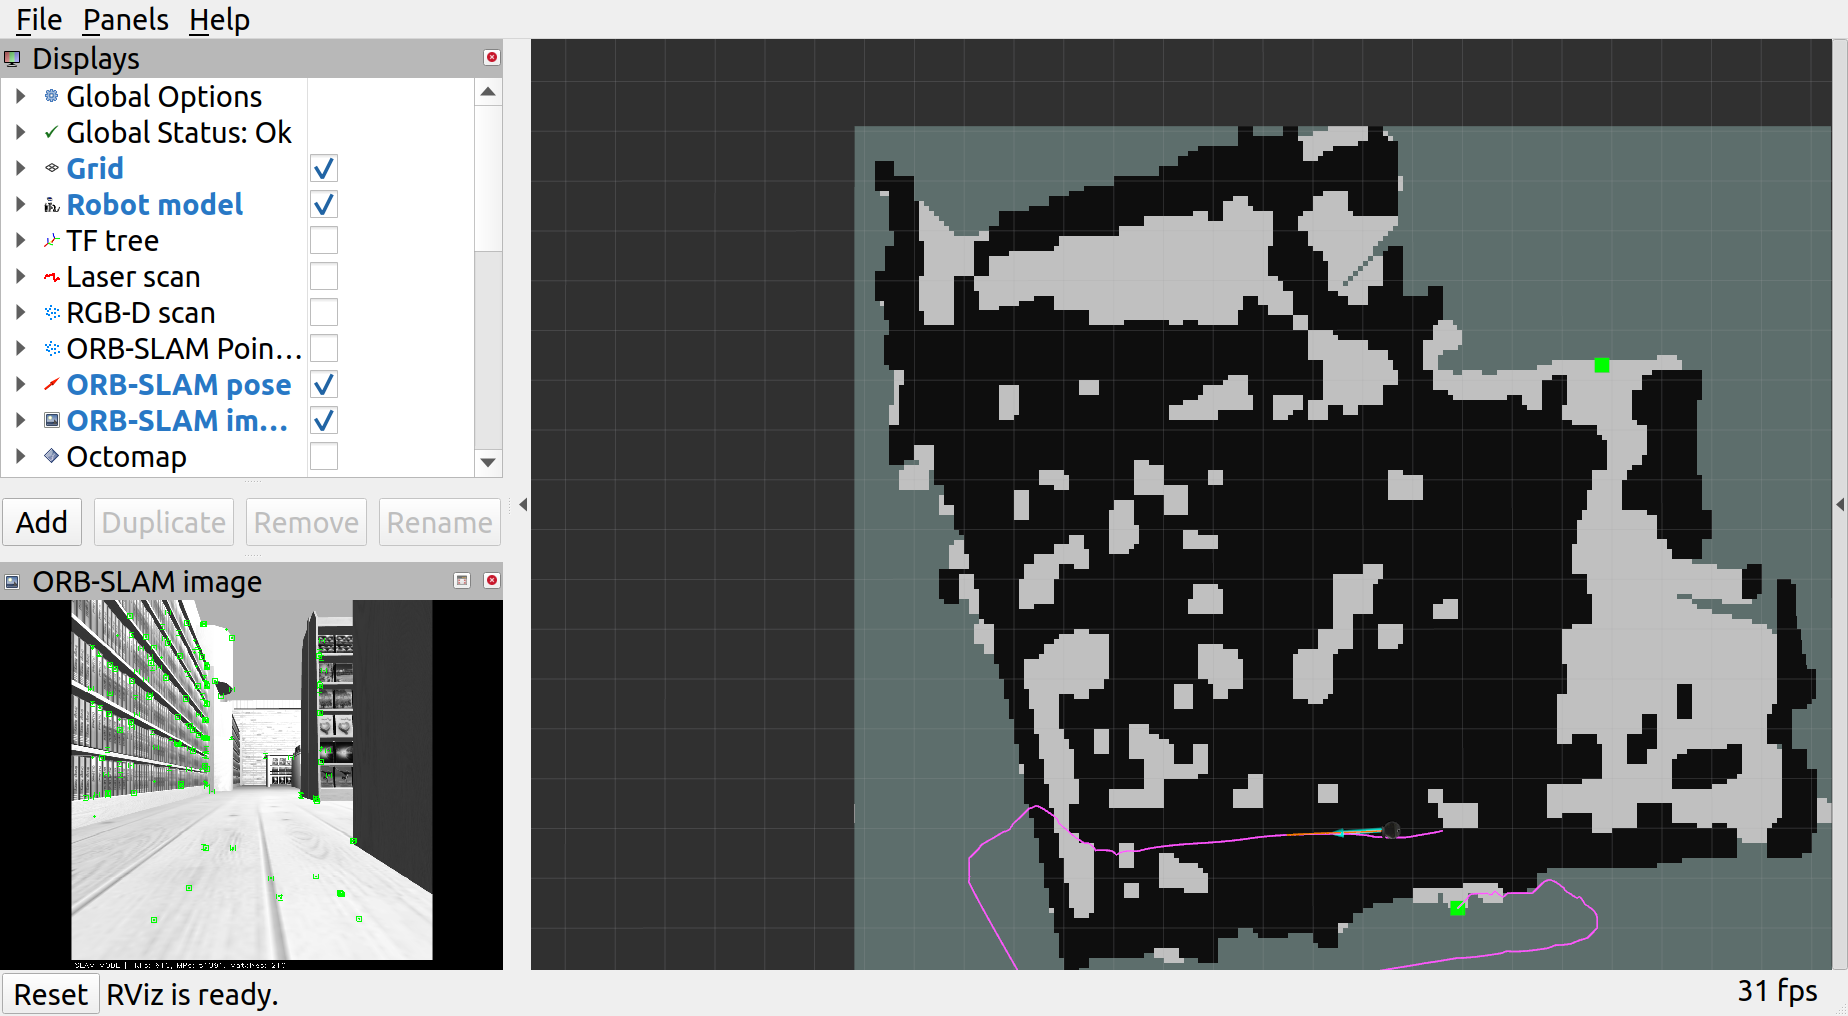 File Panels Help
Displays
Global Options
Global Status: Ok
Grid
Robot model
TF tree
Laser scan
RGB-D scan
ORB-SLAM Poin...
ORB-SLAM pose
ORB-SLAM im...
Octomap
Add Duplicate Remove Rename
ORB-SLAM image
SLAM MODE |
Reset RViz is ready.
31 fps